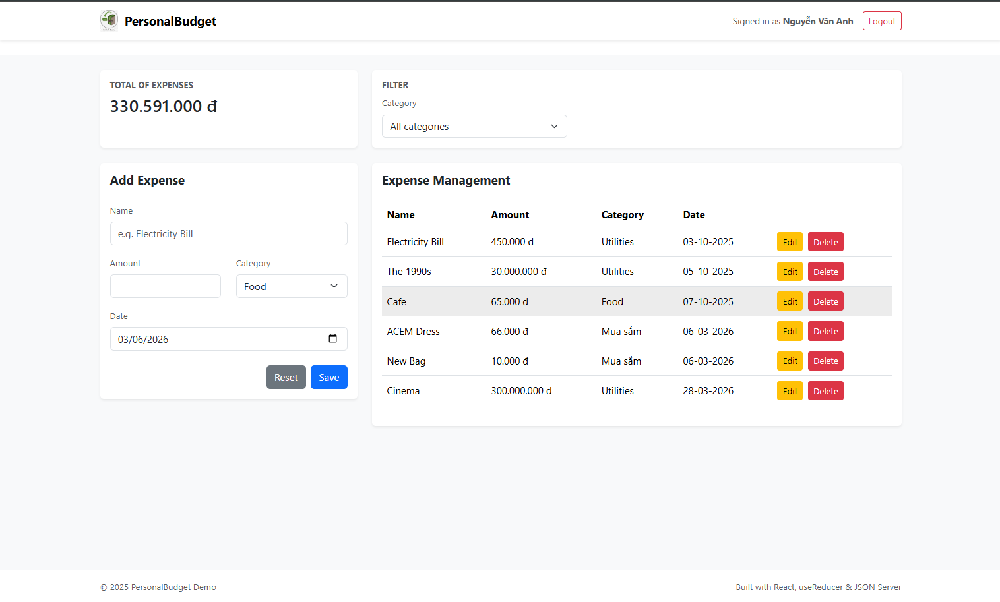 PersonalBudget
Signed in as Nguyễn Văn Anh Logout
TOTAL OF EXPENSES
330.591.000 đ
FILTER
Category
All categories
Add Expense
Name
e.g. Electricity Bill
Amount Category
Food
Date
03/06/2026
Reset Save
Expense Management
Name Amount Category Date
Electricity Bill 450.000 đ Utilities 03-10-2025 Edit Delete
The 1990s 30.000.000 đ Utilities 05-10-2025 Edit Delete
Cafe 65.000 đ Food 07-10-2025 Edit Delete
ACEM Dress 66.000 đ Mua sắm 06-03-2026 Edit Delete
New Bag 10.000 đ Mua sắm 06-03-2026 Edit Delete
Cinema 300.000.000 đ Utilities 28-03-2026 Edit Delete
© 2025 PersonalBudget Demo
Built with React, useReducer & JSON Server